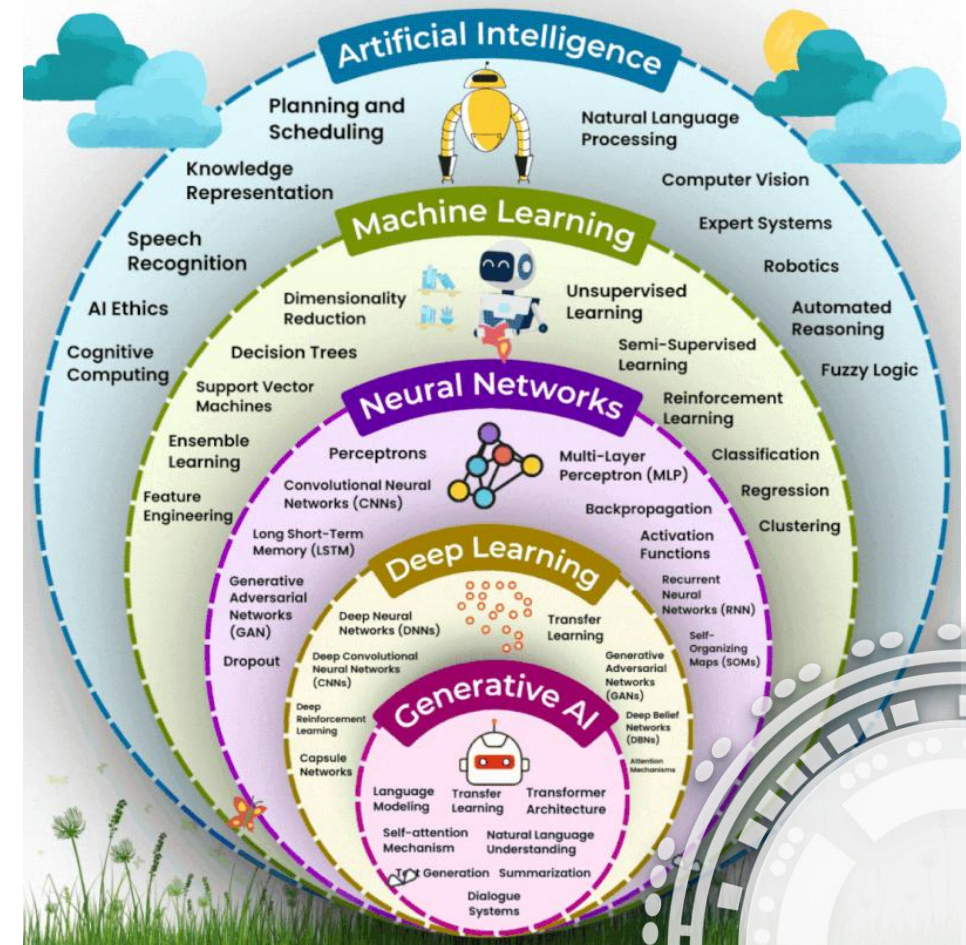 Artificial Intelligence
Planning and
Scheduling
Knowledge
Representation
Speech
Recognition
AI Ethics
Cognitive
Computing
Natural Language
Processing
Computer Vision
Expert Systems
Robotics
Automated
Reasoning
Fuzzy Logic
Machine Learning
Dimensionality
Reduction
Decision Trees
Support Vector
Machines
Ensemble
Learning
Feature
Engineering
Unsupervised
Learning
Semi-Supervised
Learning
Reinforcement
Learning
Classification
Regression
Clustering
Neural Networks
Perceptrons
Convolutional Neural
Networks (CNNs)
Long Short-Term
Memory (LSTM)
Generative
Adversarial
Networks
(GAN)
Dropout
Multi-Layer
Perceptron (MLP)
Backpropagation
Activation
Functions
Recurrent
Neural
Networks (RNN)
Self-
Organizing
Maps (SOMs)
Deep Learning
Deep Neural
Networks (DNNs)
Deep Convolutional
Neural Networks
(CNNs)
Deep
Reinforcement
Learning
Capsule
Networks
Transfer
Learning
Generative
Adversarial
Networks
(GANs)
Deep Belief
Networks
(DBNs)
Attention
Mechanisms
Generative AI
Language
Modeling
Transfer
Learning
Transformer
Architecture
Self-attention
Mechanism
Natural Language
Understanding
Text Generation
Summarization
Dialogue
Systems